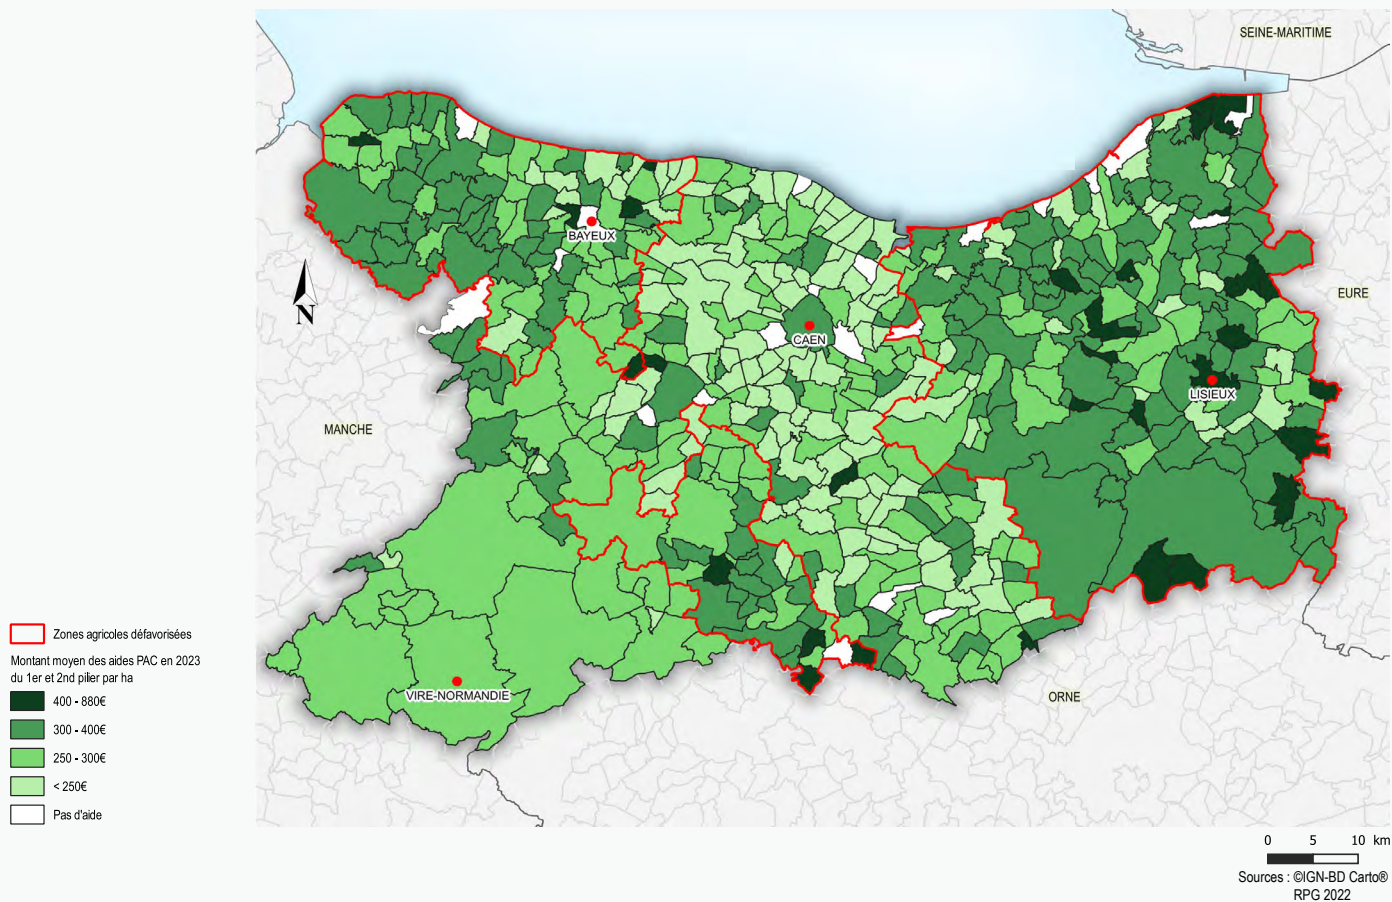 SEINE-MARITIME
BAYEUX
EURE
N
CAEN
LISIEUX
MANCHE
VIRE-NORMANDIE
ORNE
Zones agricoles défavorisées
Montant moyen des aides PAC en 2023
du 1er et 2nd pilier par ha
400 - 880€
300 - 400€
250 - 300€
< 250€
Pas d'aide
0 5 10 km
Sources : ©IGN-BD Carto®
RPG 2022